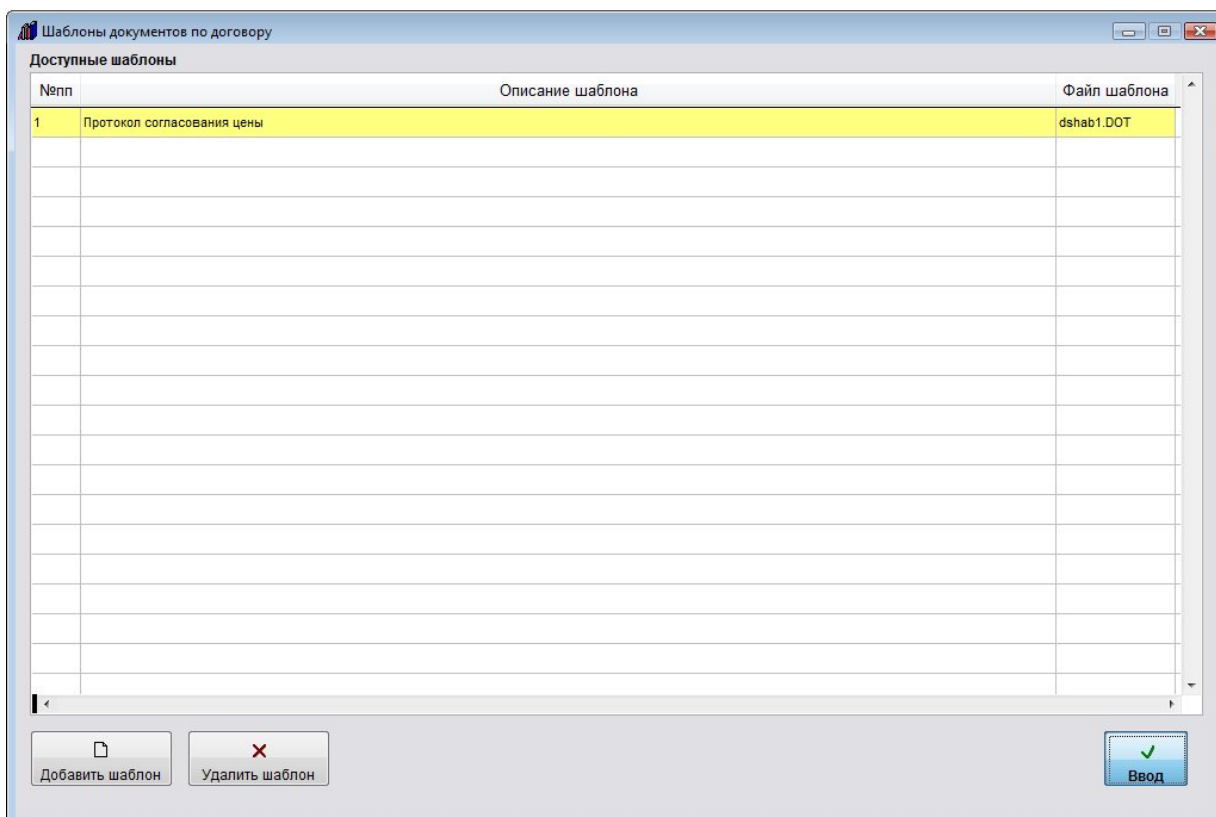 Шаблоны документов по договору
Доступные шаблоны
№пп Описание шаблона Файл шаблона
1 Протокол согласования цены dshab1.DOT
Добавить шаблон Удалить шаблон Ввод